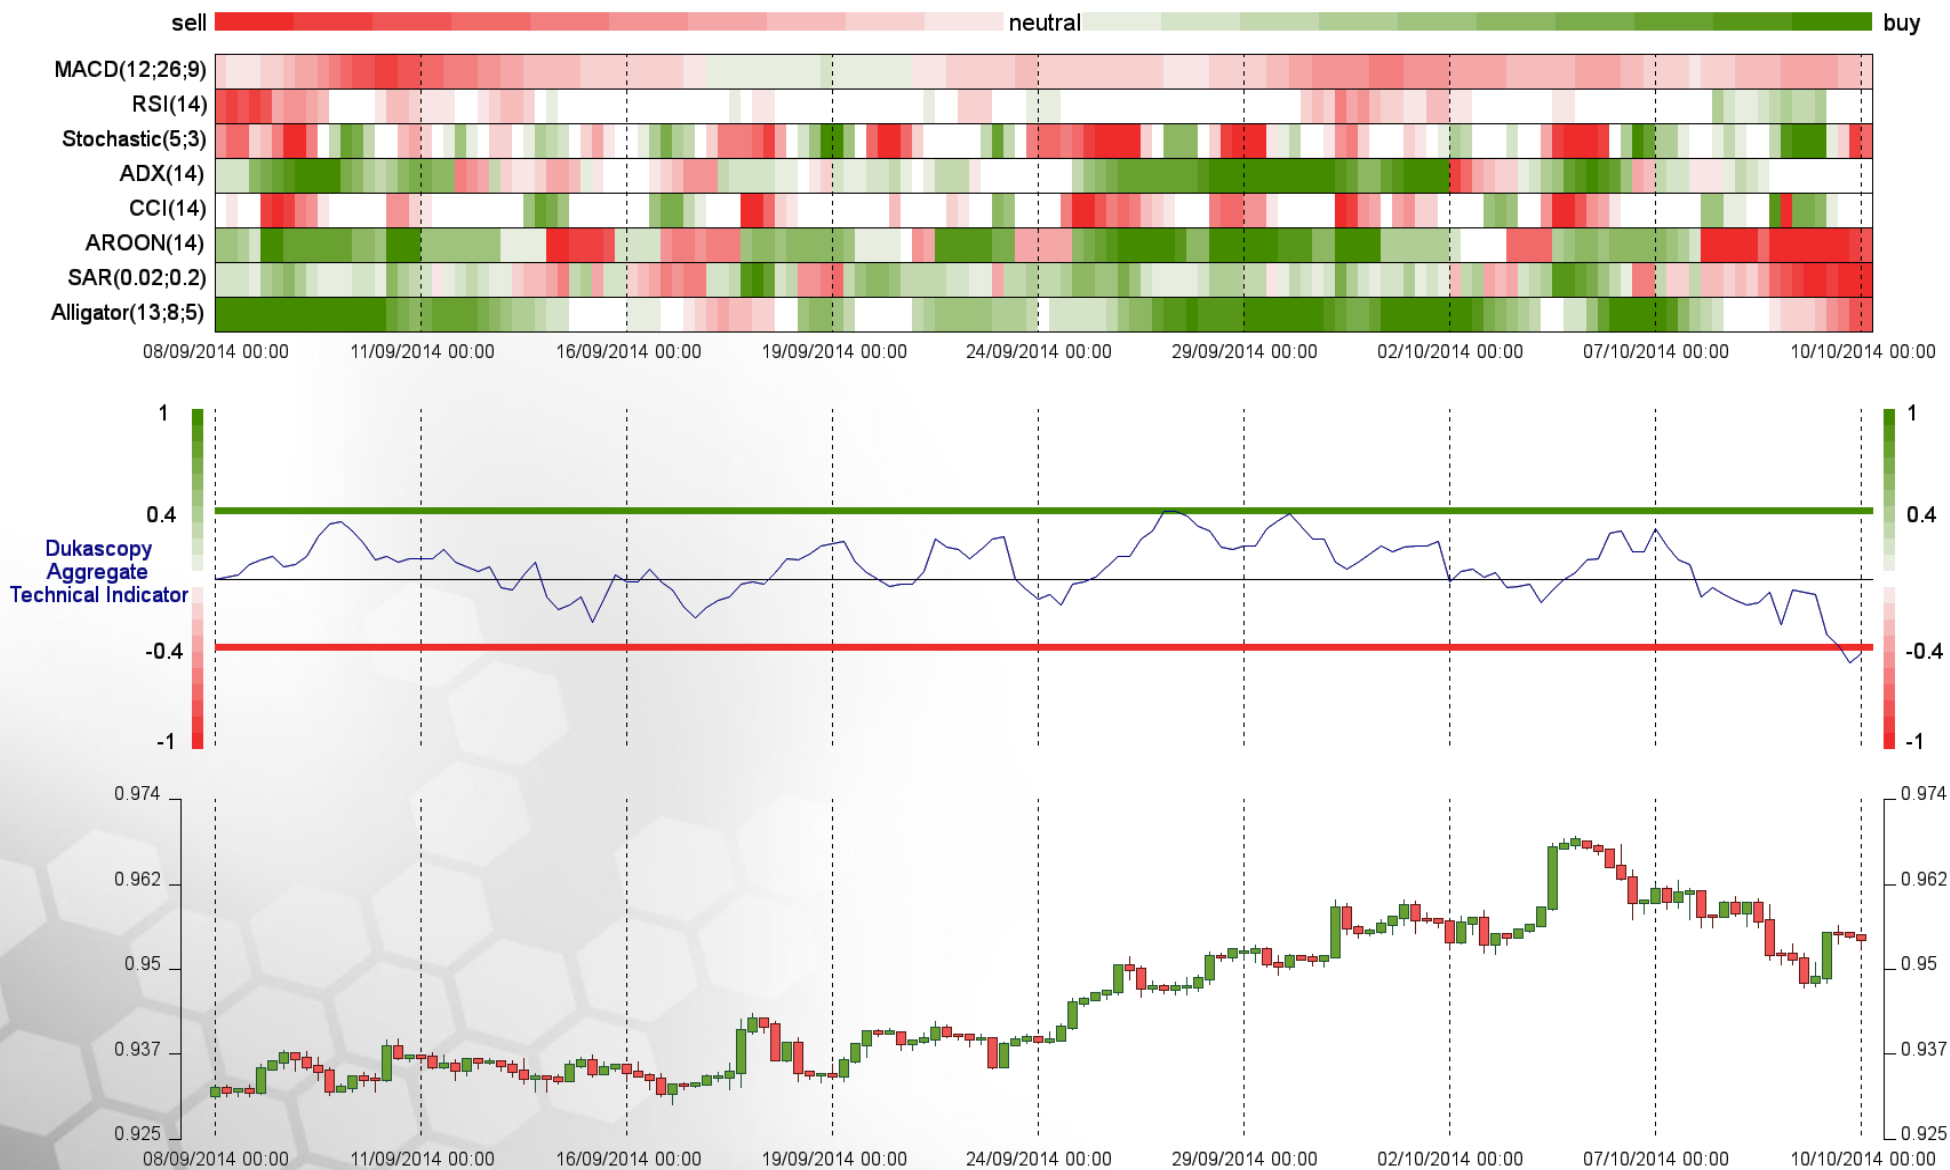 sell neutral buy
MACD(12;26;9)
RSI(14)
Stochastic(5;3)
ADX(14)
CCI(14)
AROON(14)
SAR(0.02;0.2)
Alligator(13;8;5)
08/09/2014 00:00 11/09/2014 00:00 16/09/2014 00:00 19/09/2014 00:00 24/09/2014 00:00 29/09/2014 00:00 02/10/2014 00:00 07/10/2014 00:00 10/10/2014 00:00
1 1
0.4 0.4
Dukascopy
Aggregate
Technical Indicator
-0.4 -0.4
-1 -1
0.974 0.974
0.962 0.962
0.95 0.95
0.937 0.937
0.925 0.925
08/09/2014 00:00 11/09/2014 00:00 16/09/2014 00:00 19/09/2014 00:00 24/09/2014 00:00 29/09/2014 00:00 02/10/2014 00:00 07/10/2014 00:00 10/10/2014 00:00